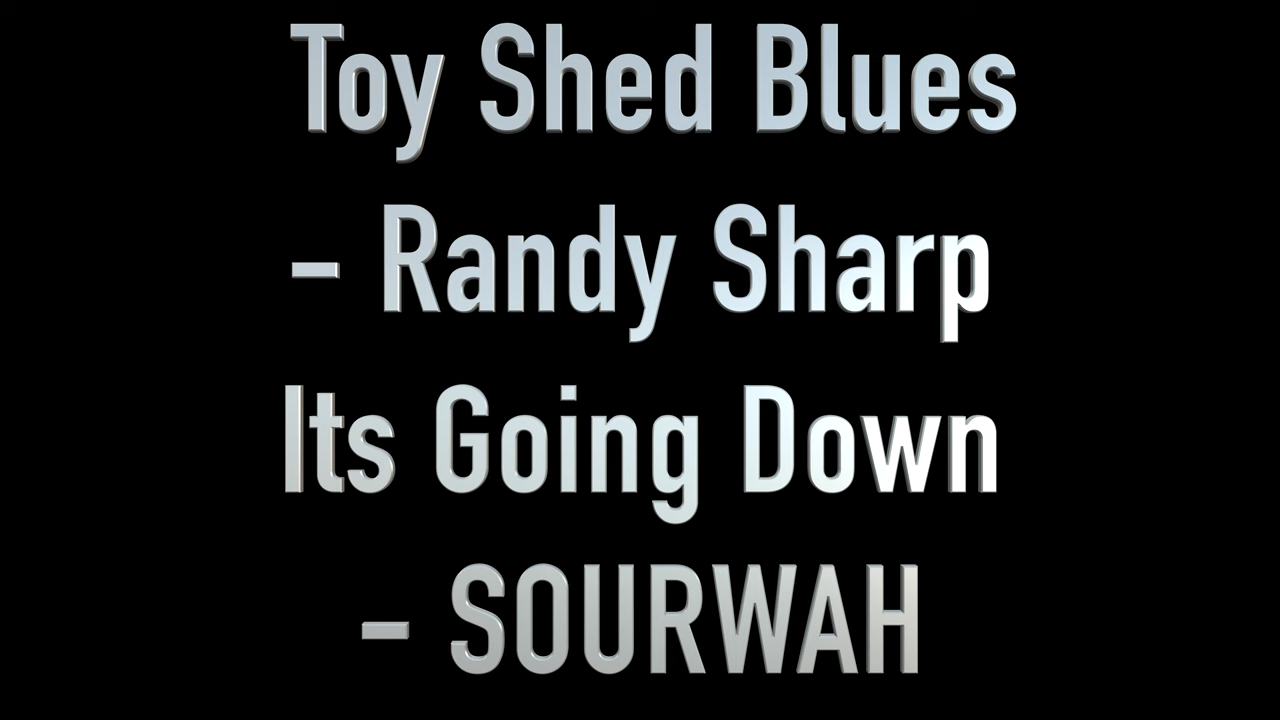 Toy Shed Blues
– Randy Sharp
Its Going Down
– SOURWAH